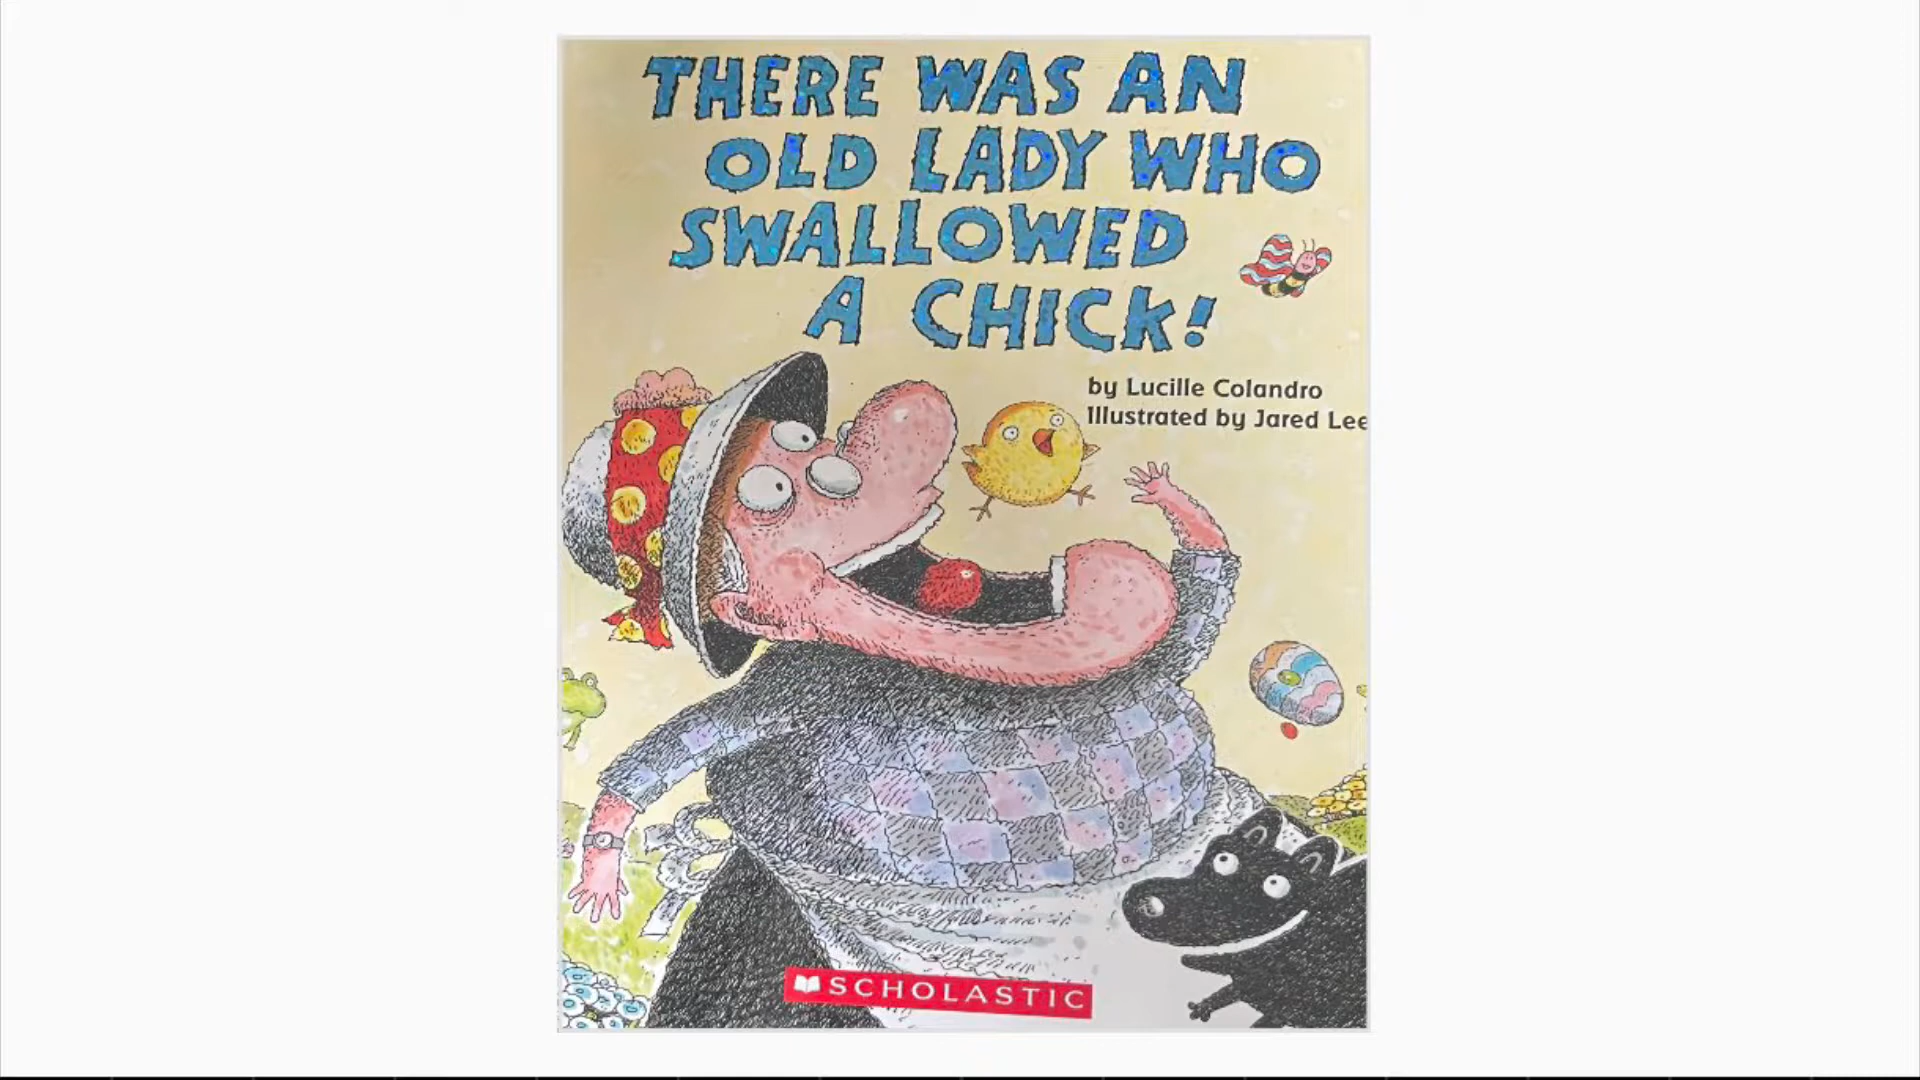 THERE WAS AN
OLD LADY WHO
SWALLOWED
A CHICK!
by Lucille Colandro
Illustrated by Jared Lee
SCHOLASTIC